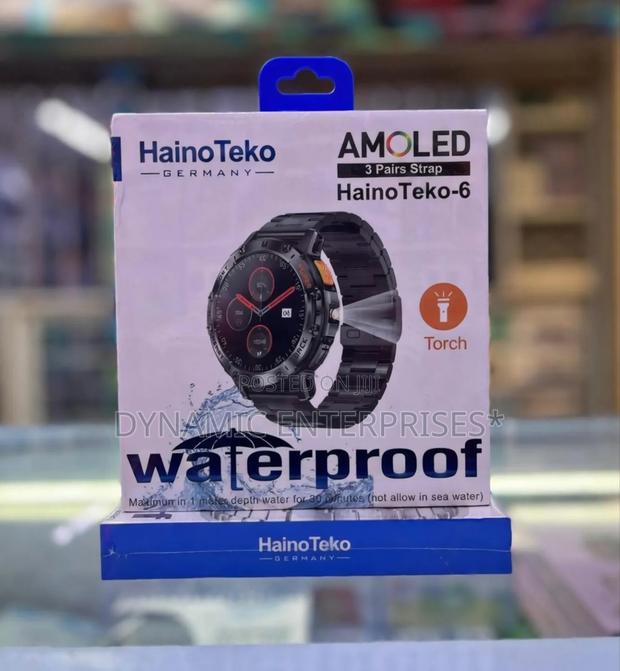 HainoTeko
GERMANY
AMOLED
3 Pairs Strap
HainoTeko-6
Torch
POSTED ON JIJI
DYNAMIC ENTERPRISES*
waterproof
Maximun in 1 meter depth water for 30 minutes (not allow in sea water)
HainoTeko
GERMANY